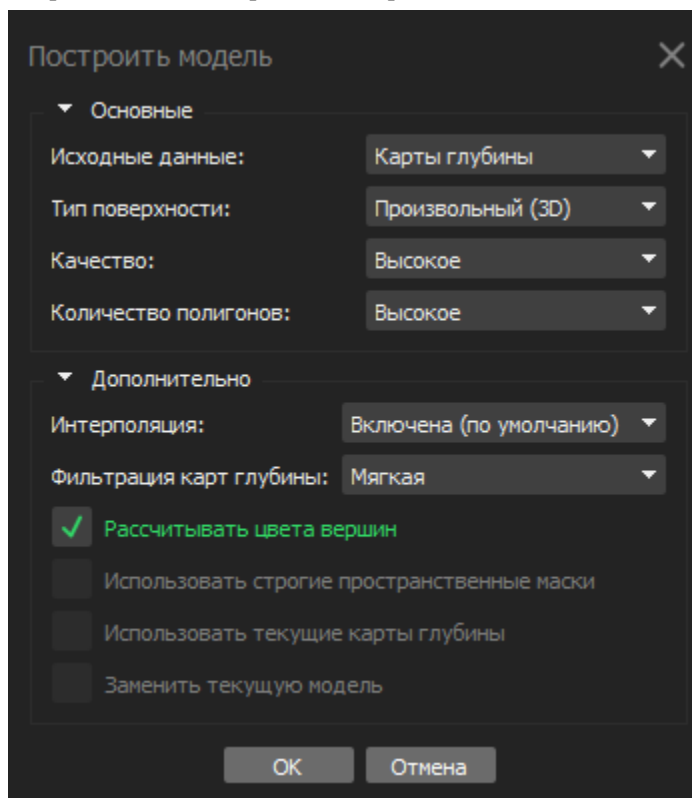 Построить модель
Основные
Исходные данные: Карты глубины
Тип поверхности: Произвольный (3D)
Качество: Высокое
Количество полигонов: Высокое
Дополнительно
Интерполяция: Включена (по умолчанию)
Фильтрация карт глубины: Мягкая
Рассчитывать цвета вершин
Использовать строгие пространственные маски
Использовать текущие карты глубины
Заменить текущую модель
OK Отмена